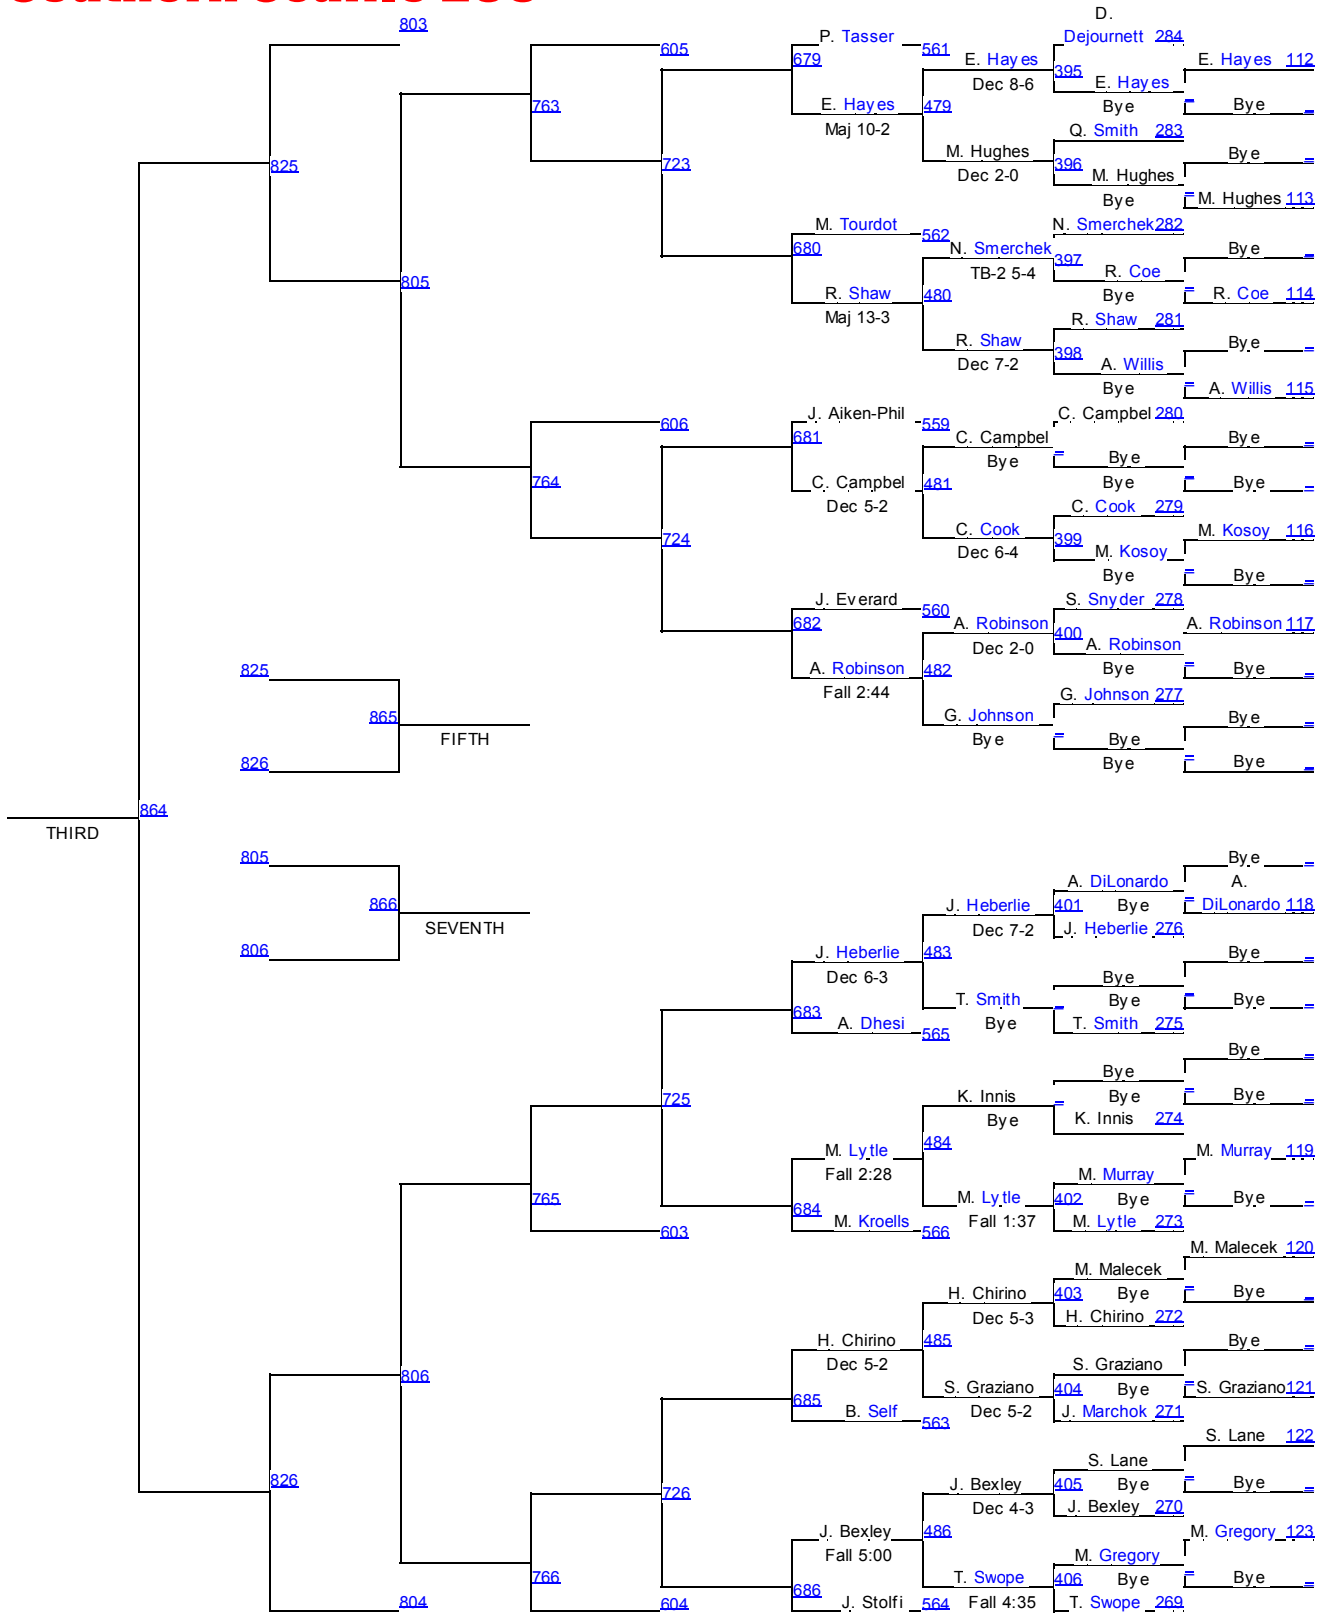 803
D.
P. Tasser 561
Dejournett 284
605
679
E. Hayes
395
E. Hayes 112
Dec 8-6
E. Hayes
763
E. Hayes
479
Bye
Bye
Maj 10-2
Q. Smith 283
M. Hughes
Bye
825
723
Dec 2-0
396
M. Hughes
Bye
M. Hughes 113
M. Tourdot 562
N. Smerchek 282
680
N. Smerchek
397
Bye
805
TB-2 5-4
R. Coe
R. Shaw
480
Bye
R. Coe 114
Maj 13-3
R. Shaw 281
R. Shaw
398
Bye
Dec 7-2
A. Willis
Bye
A. Willis 115
J. Aiken-Phil 559
C. Campbel 280
606
681
C. Campbel
Bye
Bye
Bye
764
C. Campbel
481
Bye
Bye
Dec 5-2
C. Cook 279
C. Cook
M. Kosoy 116
724
Dec 6-4
399
M. Kosoy
Bye
Bye
J. Everard 560
S. Snyder 278
682
A. Robinson
400
A. Robinson 117
Dec 2-0
A. Robinson
825
A. Robinson
482
Bye
Bye
Fall 2:44
G. Johnson 277
865
G. Johnson
Bye
FIFTH
Bye
Bye
826
Bye
Bye
864
THIRD
805
Bye
A. DiLonardo
A.
866
J. Heberlie
401
Bye
DiLonardo 118
SEVENTH
Dec 7-2
J. Heberlie 276
806
J. Heberlie
483
Bye
Dec 6-3
Bye
T. Smith
Bye
Bye
683
A. Dhesi 565
Bye
T. Smith 275
Bye
Bye
725
K. Innis
Bye
Bye
Bye
K. Innis 274
484
M. Lytle
M. Murray 119
Fall 2:28
M. Murray
765
M. Lytle
402
Bye
Bye
684
M. Kroells 566
Fall 1:37
M. Lytle 273
603
M. Malecek 120
M. Malecek
H. Chirino
403
Bye
Bye
Dec 5-3
H. Chirino 272
H. Chirino
485
Bye
Dec 5-2
S. Graziano
806
S. Graziano
404
Bye
S. Graziano 121
685
B. Self 563
Dec 5-2
J. Marchok 271
S. Lane 122
S. Lane
826
726
J. Bexley
405
Bye
Bye
Dec 4-3
J. Bexley 270
J. Bexley
486
M. Gregory 123
Fall 5:00
M. Gregory
766
T. Swope
406
Bye
Bye
686
804
604
J. Stolfi 564
Fall 4:35
T. Swope 269